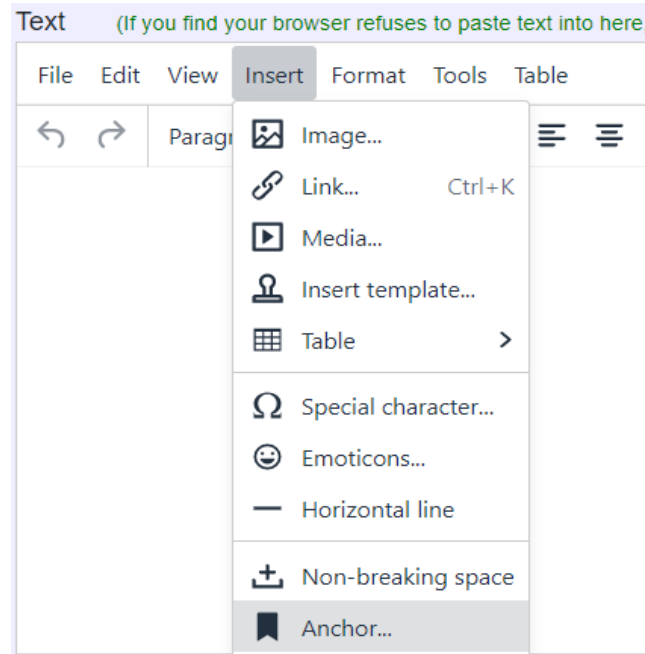 Text (If you find your browser refuses to paste text into here,
File Edit View Insert Format Tools Table
Image...
Link... Ctrl+K
Media...
Insert template...
Table
Special character...
Emoticons...
Horizontal line
Non-breaking space
Anchor...